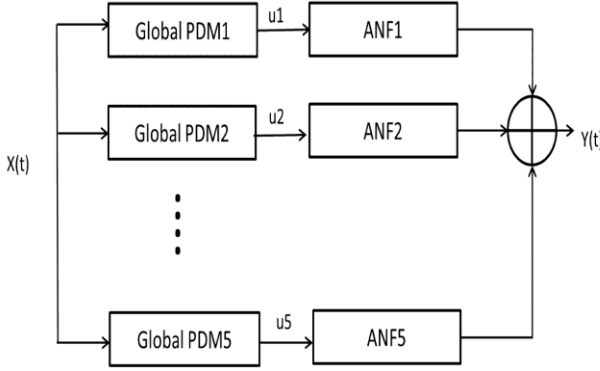 Global PDM1
u1
ANF1
Global PDM2
u2
ANF2
X(t)
Y(t)
Global PDM5
u5
ANF5